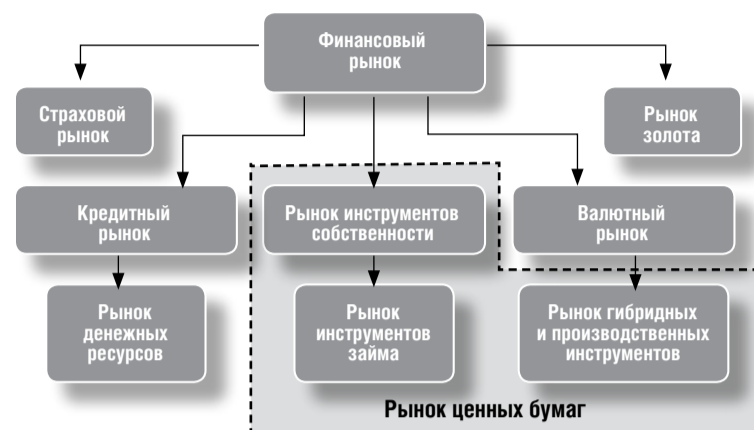 Финансовый
рынок
Страховой
рынок
Рынок
золота
Кредитный
рынок
Рынок инструментов
собственности
Валютный
рынок
Рынок
денежных
ресурсов
Рынок
инструментов
займа
Рынок гибридных
и производственных
инструментов
Рынок ценных бумаг